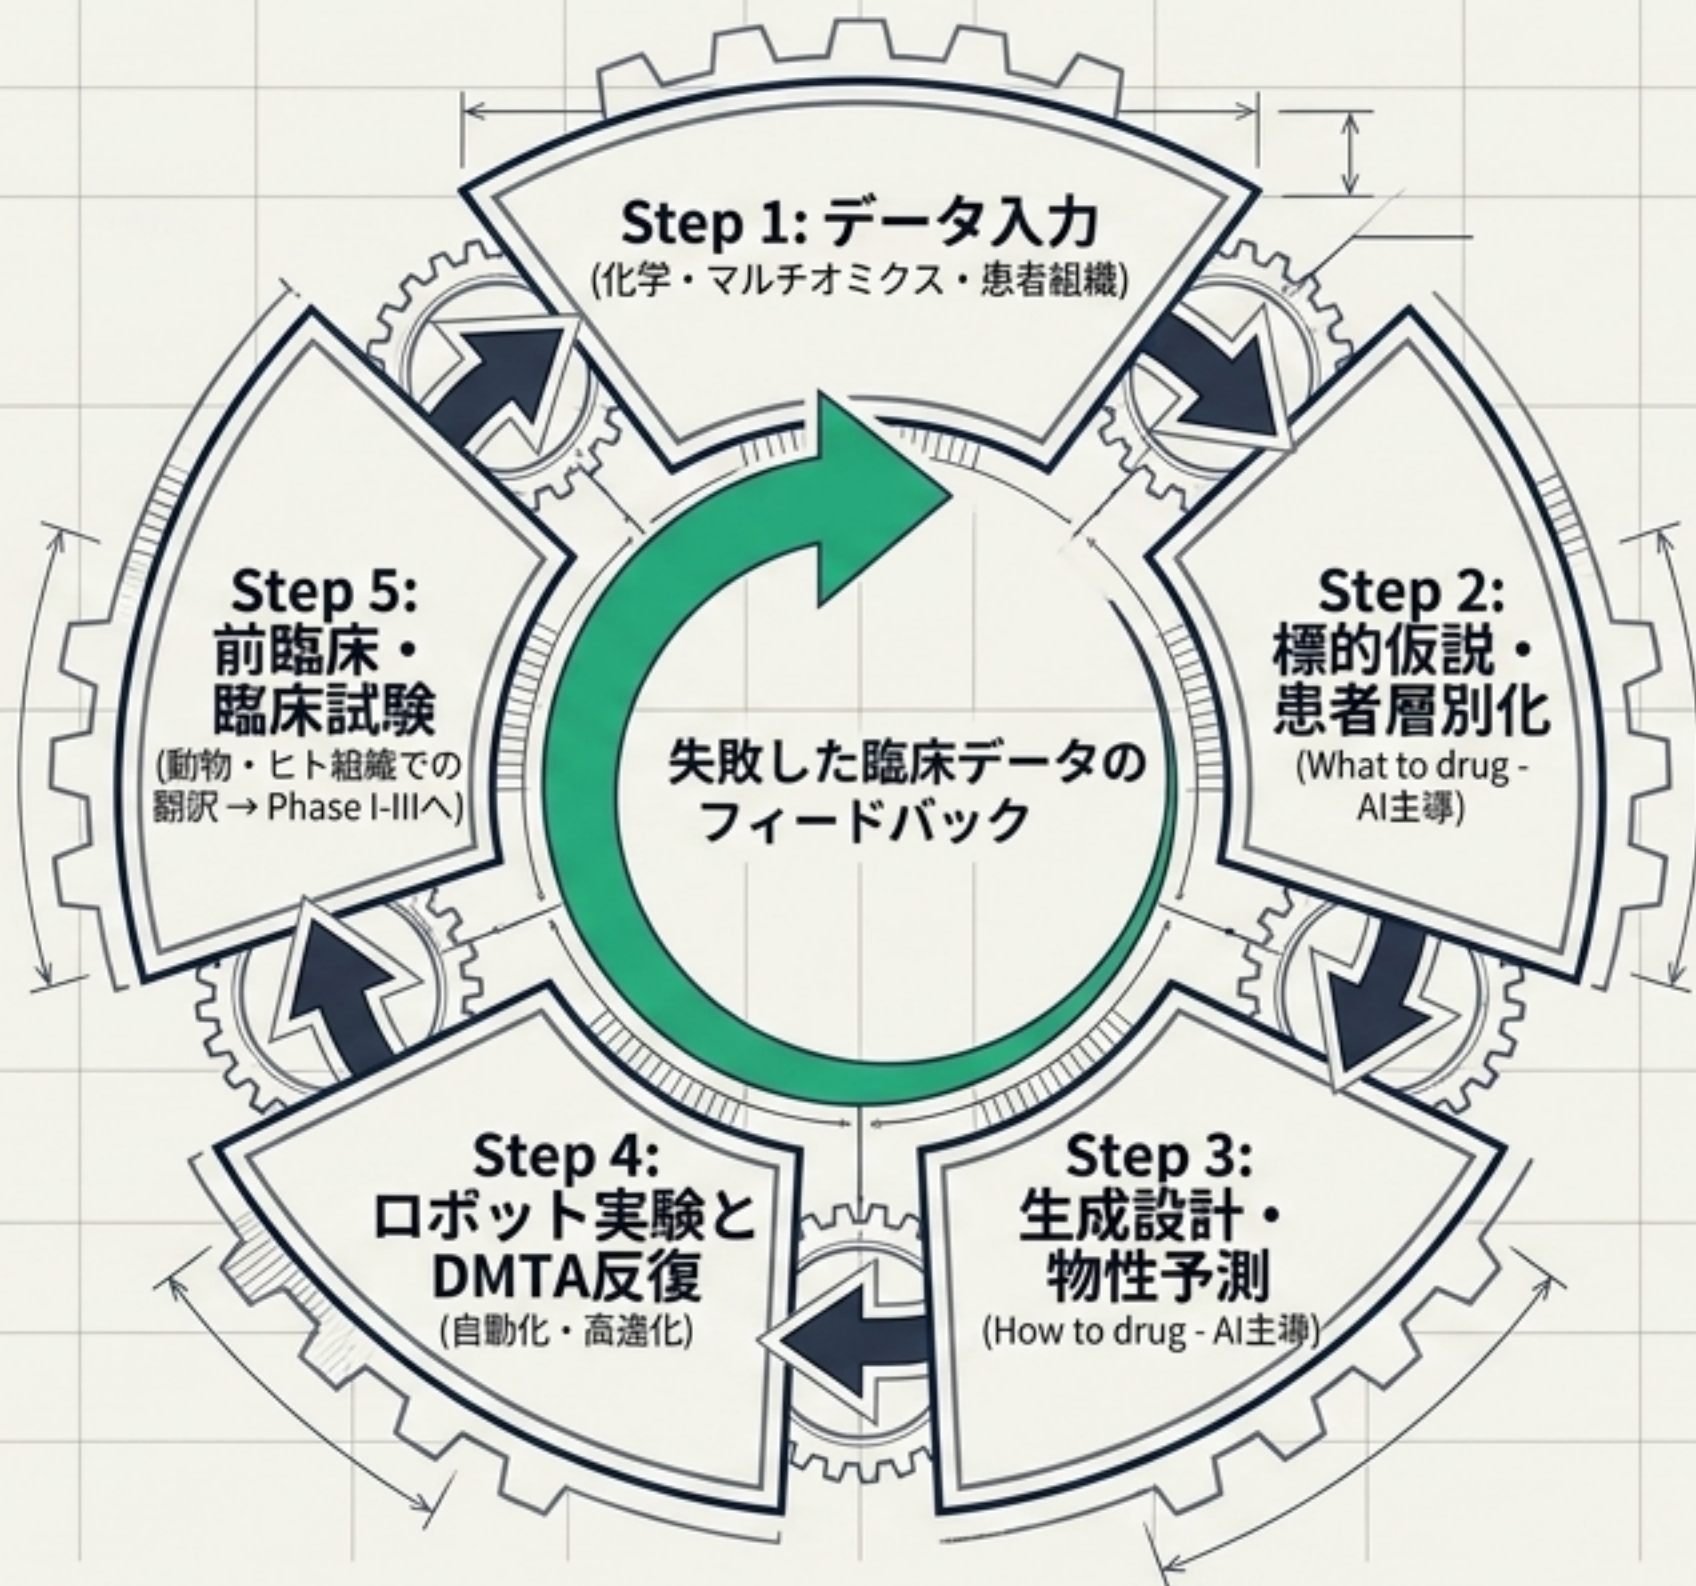 Step 1: データ入力
(化学・マルチオミクス・患者組織)
Step 2:
標的仮説・
患者層別化
(What to drug -
AI主導)
Step 3:
生成設計・
物性予測
(How to drug - AI主導)
Step 4:
ロボット実験と
DMTA反復
(自動化・高速化)
Step 5:
前臨床・
臨床試験
(動物・ヒト組織での
翻訳 → Phase I-IIIへ)
失敗した臨床データの
フィードバック